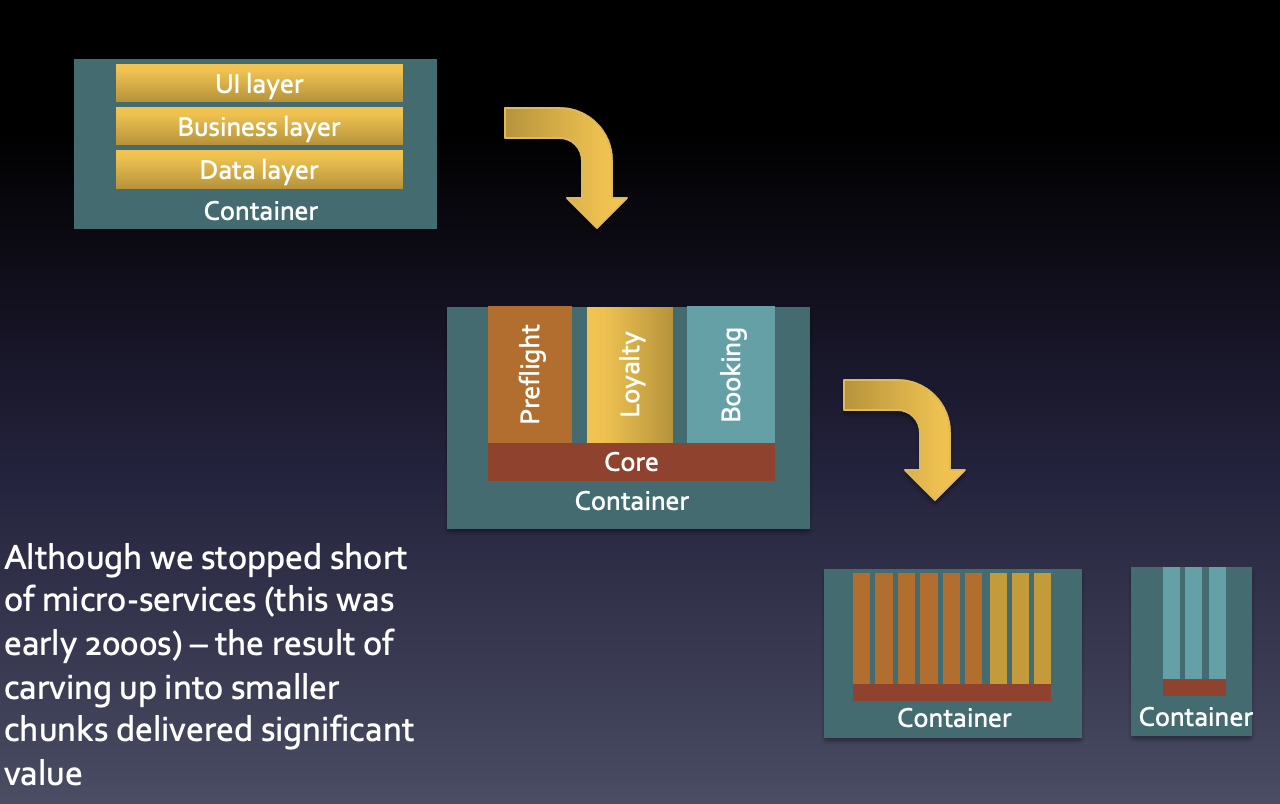 UI layer
Business layer
Data layer
Container
Preflight
Loyalty
Booking
Core
Container
Although we stopped short
of micro-services (this was
early 2000s) – the result of
carving up into smaller
chunks delivered significant
value
Container
Container